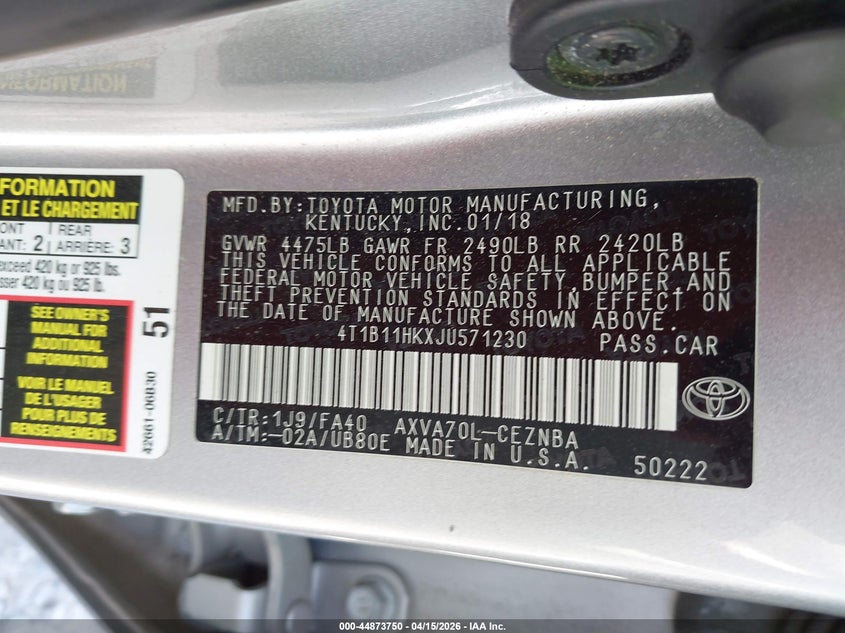 FORMATION
ET LE CHARGEMENT
ONT
ANT: 2
REAR
ARRIÈRE: 3
exceed 420 kg or 925 lbs.
sser 420 kg ou 925 lb.
SEE OWNER'S
MANUAL FOR
ADDITIONAL
INFORMATION
VOIR LE MANUEL
DE L'USAGER
POUR PLUS DE
RENSEIGNEMENTS
51
42661-06B30
MFD.BY:TOYOTA MOTOR MANUFACTURING,
KENTUCKY,INC.01/18
GVWR 4475LB GAWR FR 2490LB RR 2420LB
THIS VEHICLE CONFORMS TO ALL APPLICABLE
FEDERAL MOTOR VEHICLE SAFETY,BUMPER,AND
THEFT PREVENTION STANDARDS IN EFFECT ON
THE DATE OF MANUFACTURE SHOWN ABOVE.
4T1B11HKXJU571230 PASS.CAR
C/TR:1J9/FA40 AXVA70L-CEZNBA
A/TM:-02A/UB80E MADE IN U.S.A. 50222
TOYOTA
000-44873750 - 04/15/2026 - IAA Inc.